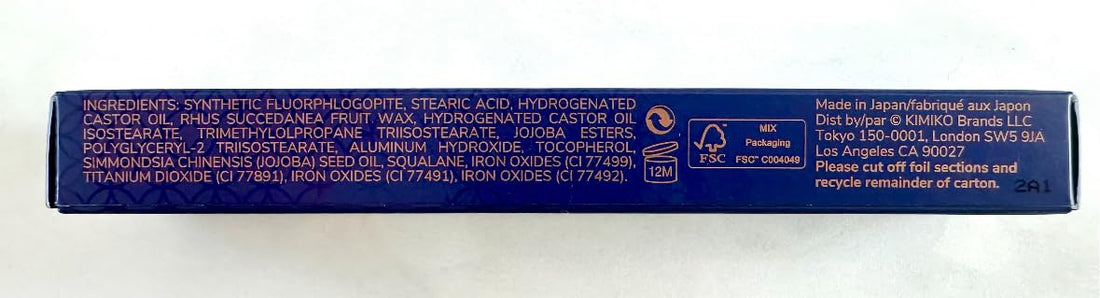 INGREDIENTS: SYNTHETIC FLUORPHLOGOPITE, STEARIC ACID, HYDROGENATED
CASTOR OIL, RHUS SUCCEDANEA FRUIT WAX, HYDROGENATED CASTOR OIL
ISOSTEARATE, TRIMETHYLOLPROPANE TRIISOSTEARATE, JOJOBA ESTERS,
POLYGLYCERYL-2 TRIISOSTEARATE, ALUMINUM HYDROXIDE, TOCOPHEROL,
SIMMONDSIA CHINENSIS (JOJOBA) SEED OIL, SQUALANE, IRON OXIDES (CI 77499),
TITANIUM DIOXIDE (CI 77891), IRON OXIDES (CI 77491), IRON OXIDES (CI 77492).
12M
FSC
MIX
Packaging
FSC™ C004049
Made in Japan/fabriqué aux Japon
Dist by/par © KIMIKO Brands LLC
Tokyo 150-0001, London SW5 9JA
Los Angeles CA 90027
Please cut off foil sections and
recycle remainder of carton.
2A1